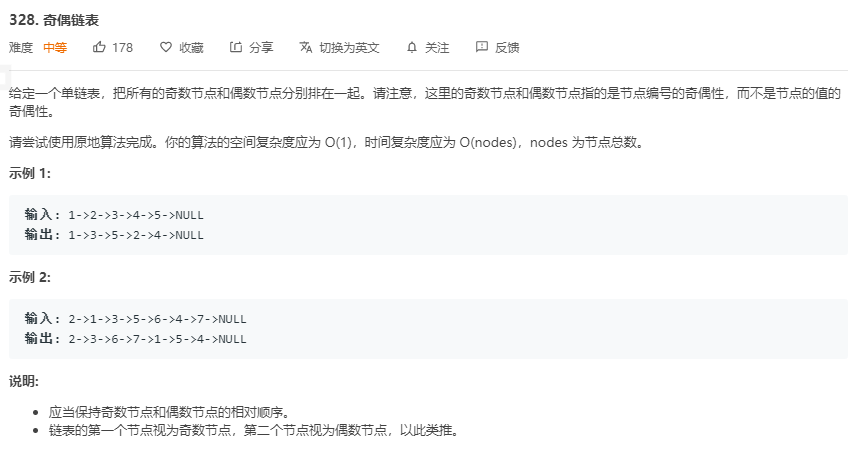 328. 奇偶链表
难度 中等 178 收藏 分享 切换为英文 关注 反馈
给定一个单链表，把所有的奇数节点和偶数节点分别排在一起。请注意，这里的奇数节点和偶数节点指的是节点编号的奇偶性，而不是节点的值的
奇偶性。
请尝试使用原地算法完成。你的算法的空间复杂度应为 O(1)，时间复杂度应为 O(nodes)，nodes 为节点总数。
示例 1:
输入: 1->2->3->4->5->NULL
输出: 1->3->5->2->4->NULL
示例 2:
输入: 2->1->3->5->6->4->7->NULL
输出: 2->3->6->7->1->5->4->NULL
说明:
• 应当保持奇数节点和偶数节点的相对顺序。
• 链表的第一个节点视为奇数节点，第二个节点视为偶数节点，以此类推。